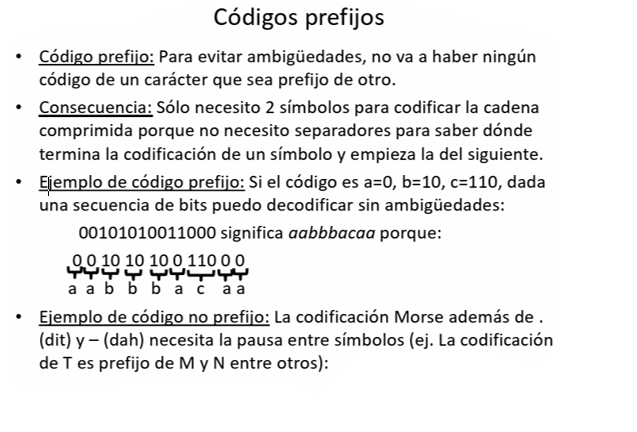 Códigos prefijos
• Código prefijo: Para evitar ambigüedades, no va a haber ningún
código de un carácter que sea prefijo de otro.
• Consecuencia: Sólo necesito 2 símbolos para codificar la cadena
comprimida porque no necesito separadores para saber dónde
termina la codificación de un símbolo y empieza la del siguiente.
• Ejemplo de código prefijo: Si el código es a=0, b=10, c=110, dada
una secuencia de bits puedo decodificar sin ambigüedades:
00101010011000 significa aabbbacaa porque:
0 0 10 10 10 0 110 0 0
a a b b b a c a a
• Ejemplo de código no prefijo: La codificación Morse además de .
(dit) y – (dah) necesita la pausa entre símbolos (ej. La codificación
de T es prefijo de M y N entre otros):